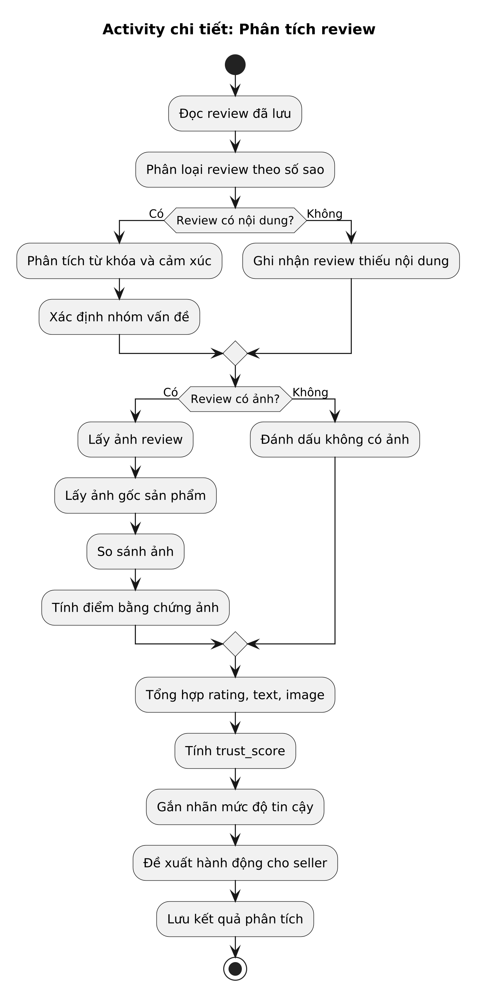 Activity chi tiết: Phân tích review
Đọc review đã lưu
Phân loại review theo số sao
Review có nội dung?
Có
Không
Phân tích từ khóa và cảm xúc
Ghi nhận review thiếu nội dung
Xác định nhóm vấn đề
Review có ảnh?
Có
Không
Lấy ảnh review
Đánh dấu không có ảnh
Lấy ảnh gốc sản phẩm
So sánh ảnh
Tính điểm bằng chứng ảnh
Tổng hợp rating, text, image
Tính trust_score
Gắn nhãn mức độ tin cậy
Đề xuất hành động cho seller
Lưu kết quả phân tích